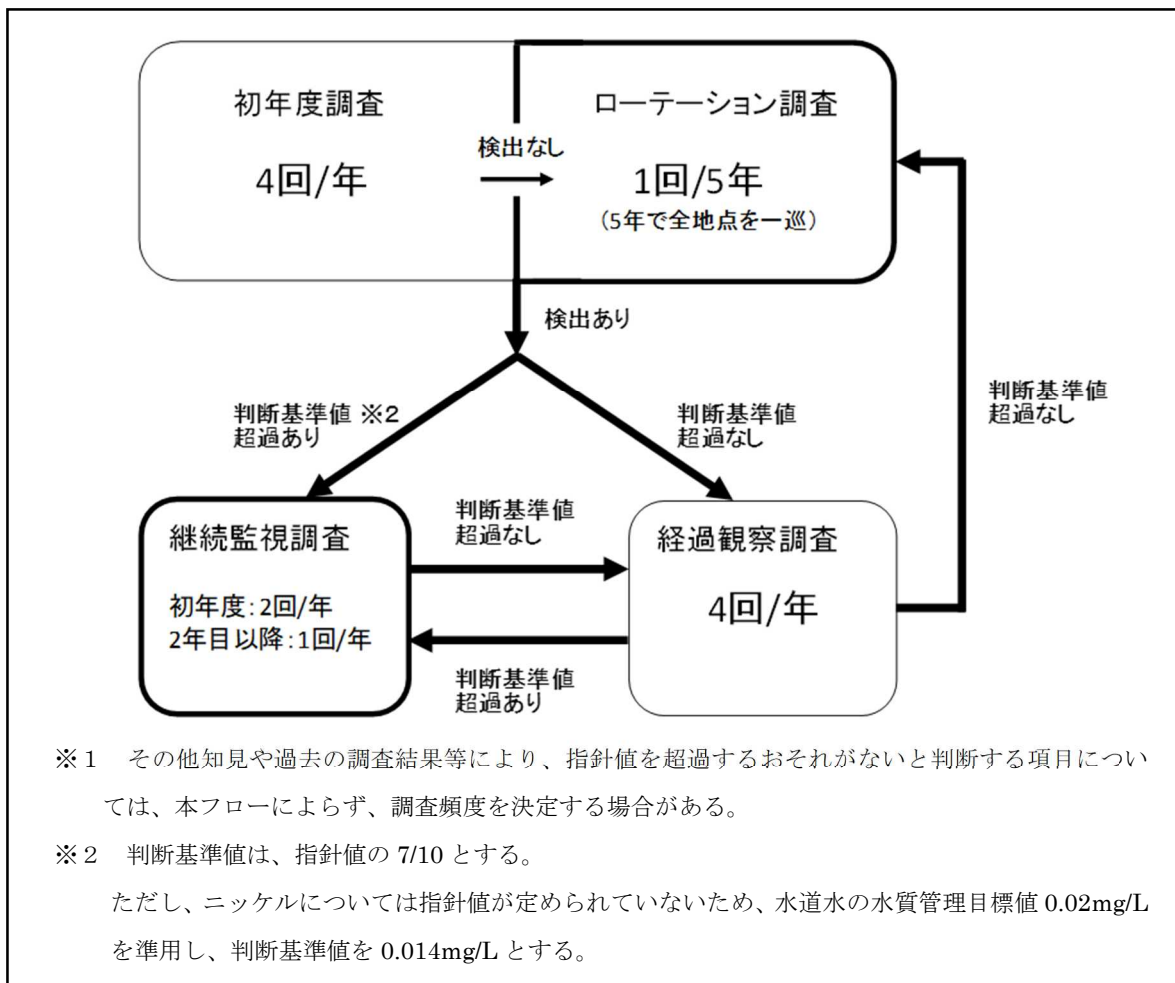 初年度調査
4回/年
検出なし
ローテーション調査
1回/5年
(5年で全地点を一巡)
検出あり
判断基準値 ※2
超過あり
判断基準値
超過なし
判断基準値
超過なし
継続監視調査
初年度:2回/年
2年目以降:1回/年
判断基準値
超過なし
経過観察調査
4回/年
判断基準値
超過あり
※1 その他知見や過去の調査結果等により、指針値を超過するおそれがないと判断する項目につい
ては、本フローによらず、調査頻度を決定する場合がある。
※2 判断基準値は、指針値の 7/10 とする。
ただし、ニッケルについては指針値が定められていないため、水道水の水質管理目標値 0.02mg/L
を準用し、判断基準値を 0.014mg/L とする。